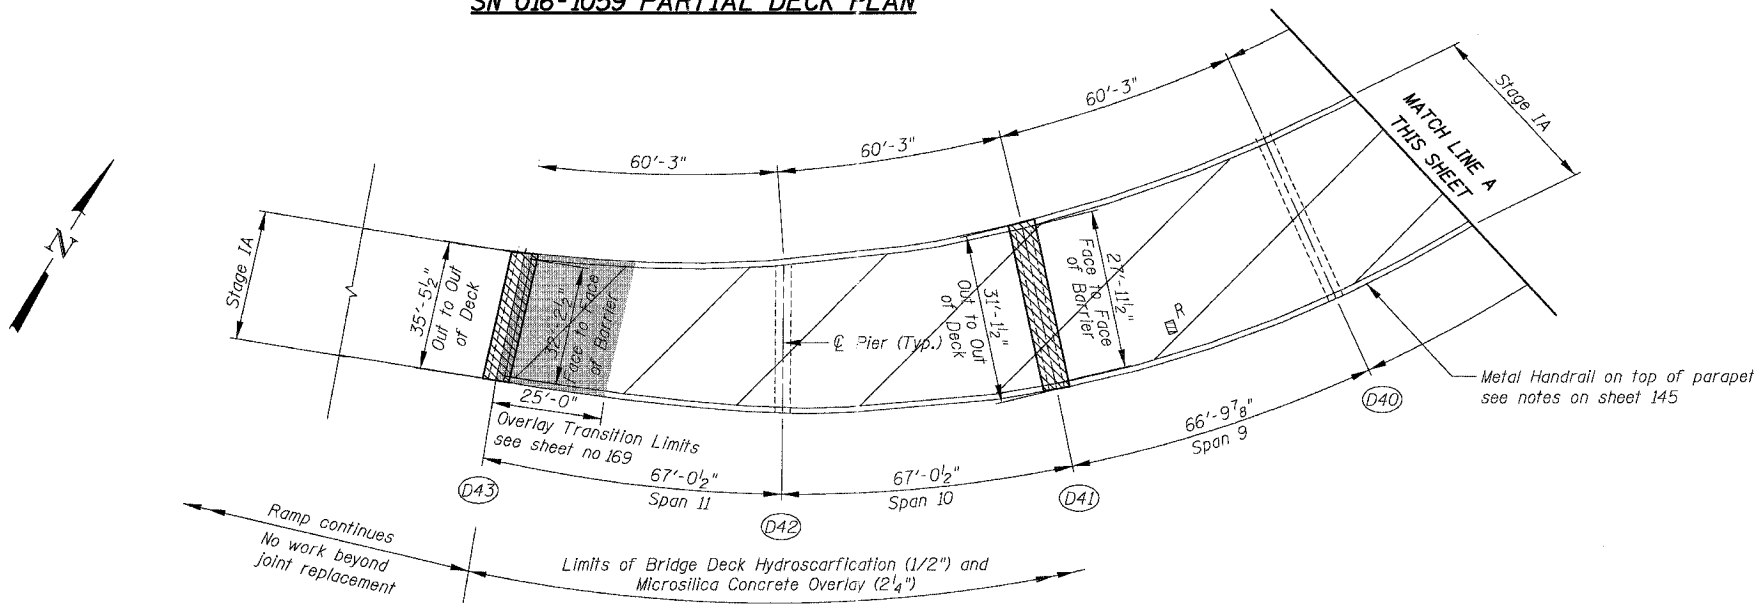 SN 016-1059 PARTIAL DECK PLAN
60'-3"
60'-3"
60'-3"
Stage IA
MATCH LINE A
THIS SHEET
N
Stage IA
35'-5½"
Out to Out
of Deck
32'-2½"
Face to Face
of Barrier
℄ Pier (Typ.)
31'-1½"
Out to Out
of Deck
27'-11½"
Face to Face
of Barrier
Metal Handrail on top of parapet
see notes on sheet 145
25'-0"
Overlay Transition Limits
see sheet no 169
67'-0½"
Span 11
67'-0½"
Span 10
66'-9⅞"
Span 9
D43
D42
D41
D40
Ramp continues
No work beyond
joint replacement
Limits of Bridge Deck Hydroscarfication (1/2") and
Microsilica Concrete Overlay (2¼")